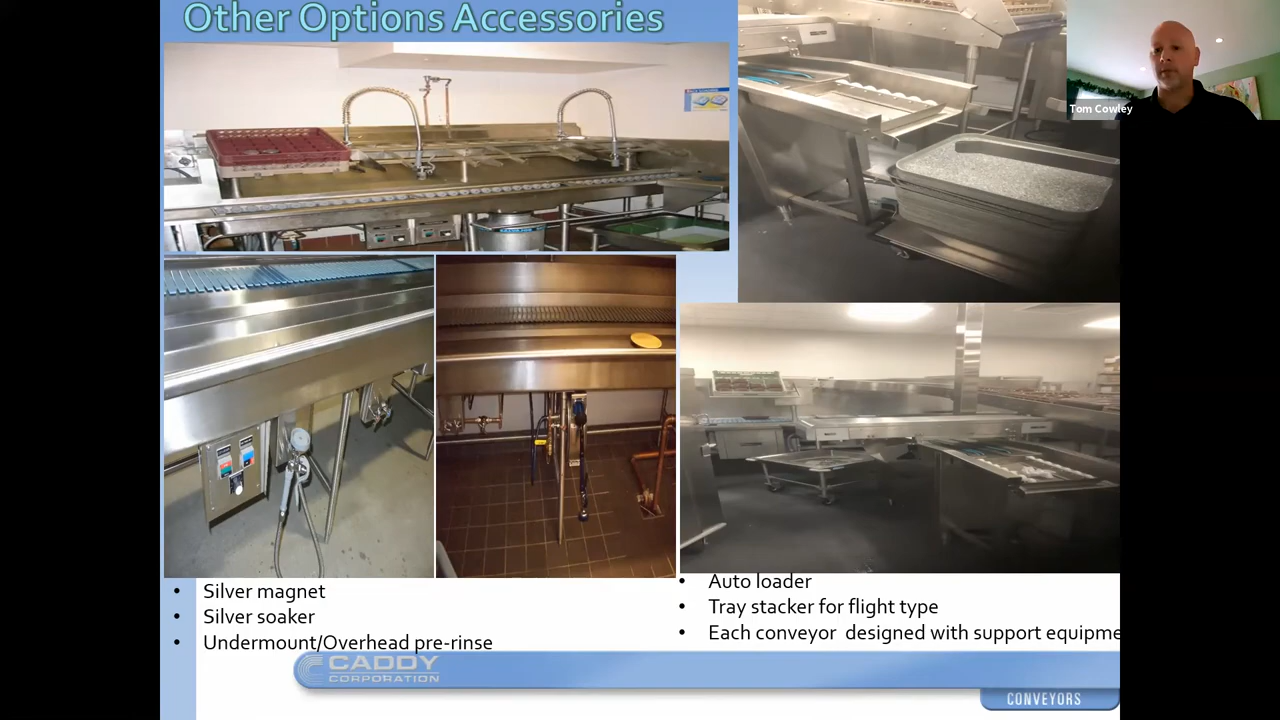 Other Options Accessories
Tom Cowley
• Silver magnet
• Silver soaker
• Undermount/Overhead pre-rinse
• Auto loader
• Tray stacker for flight type
• Each conveyor designed with support equipme
CADDY
CORPORATION
CONVEYORS